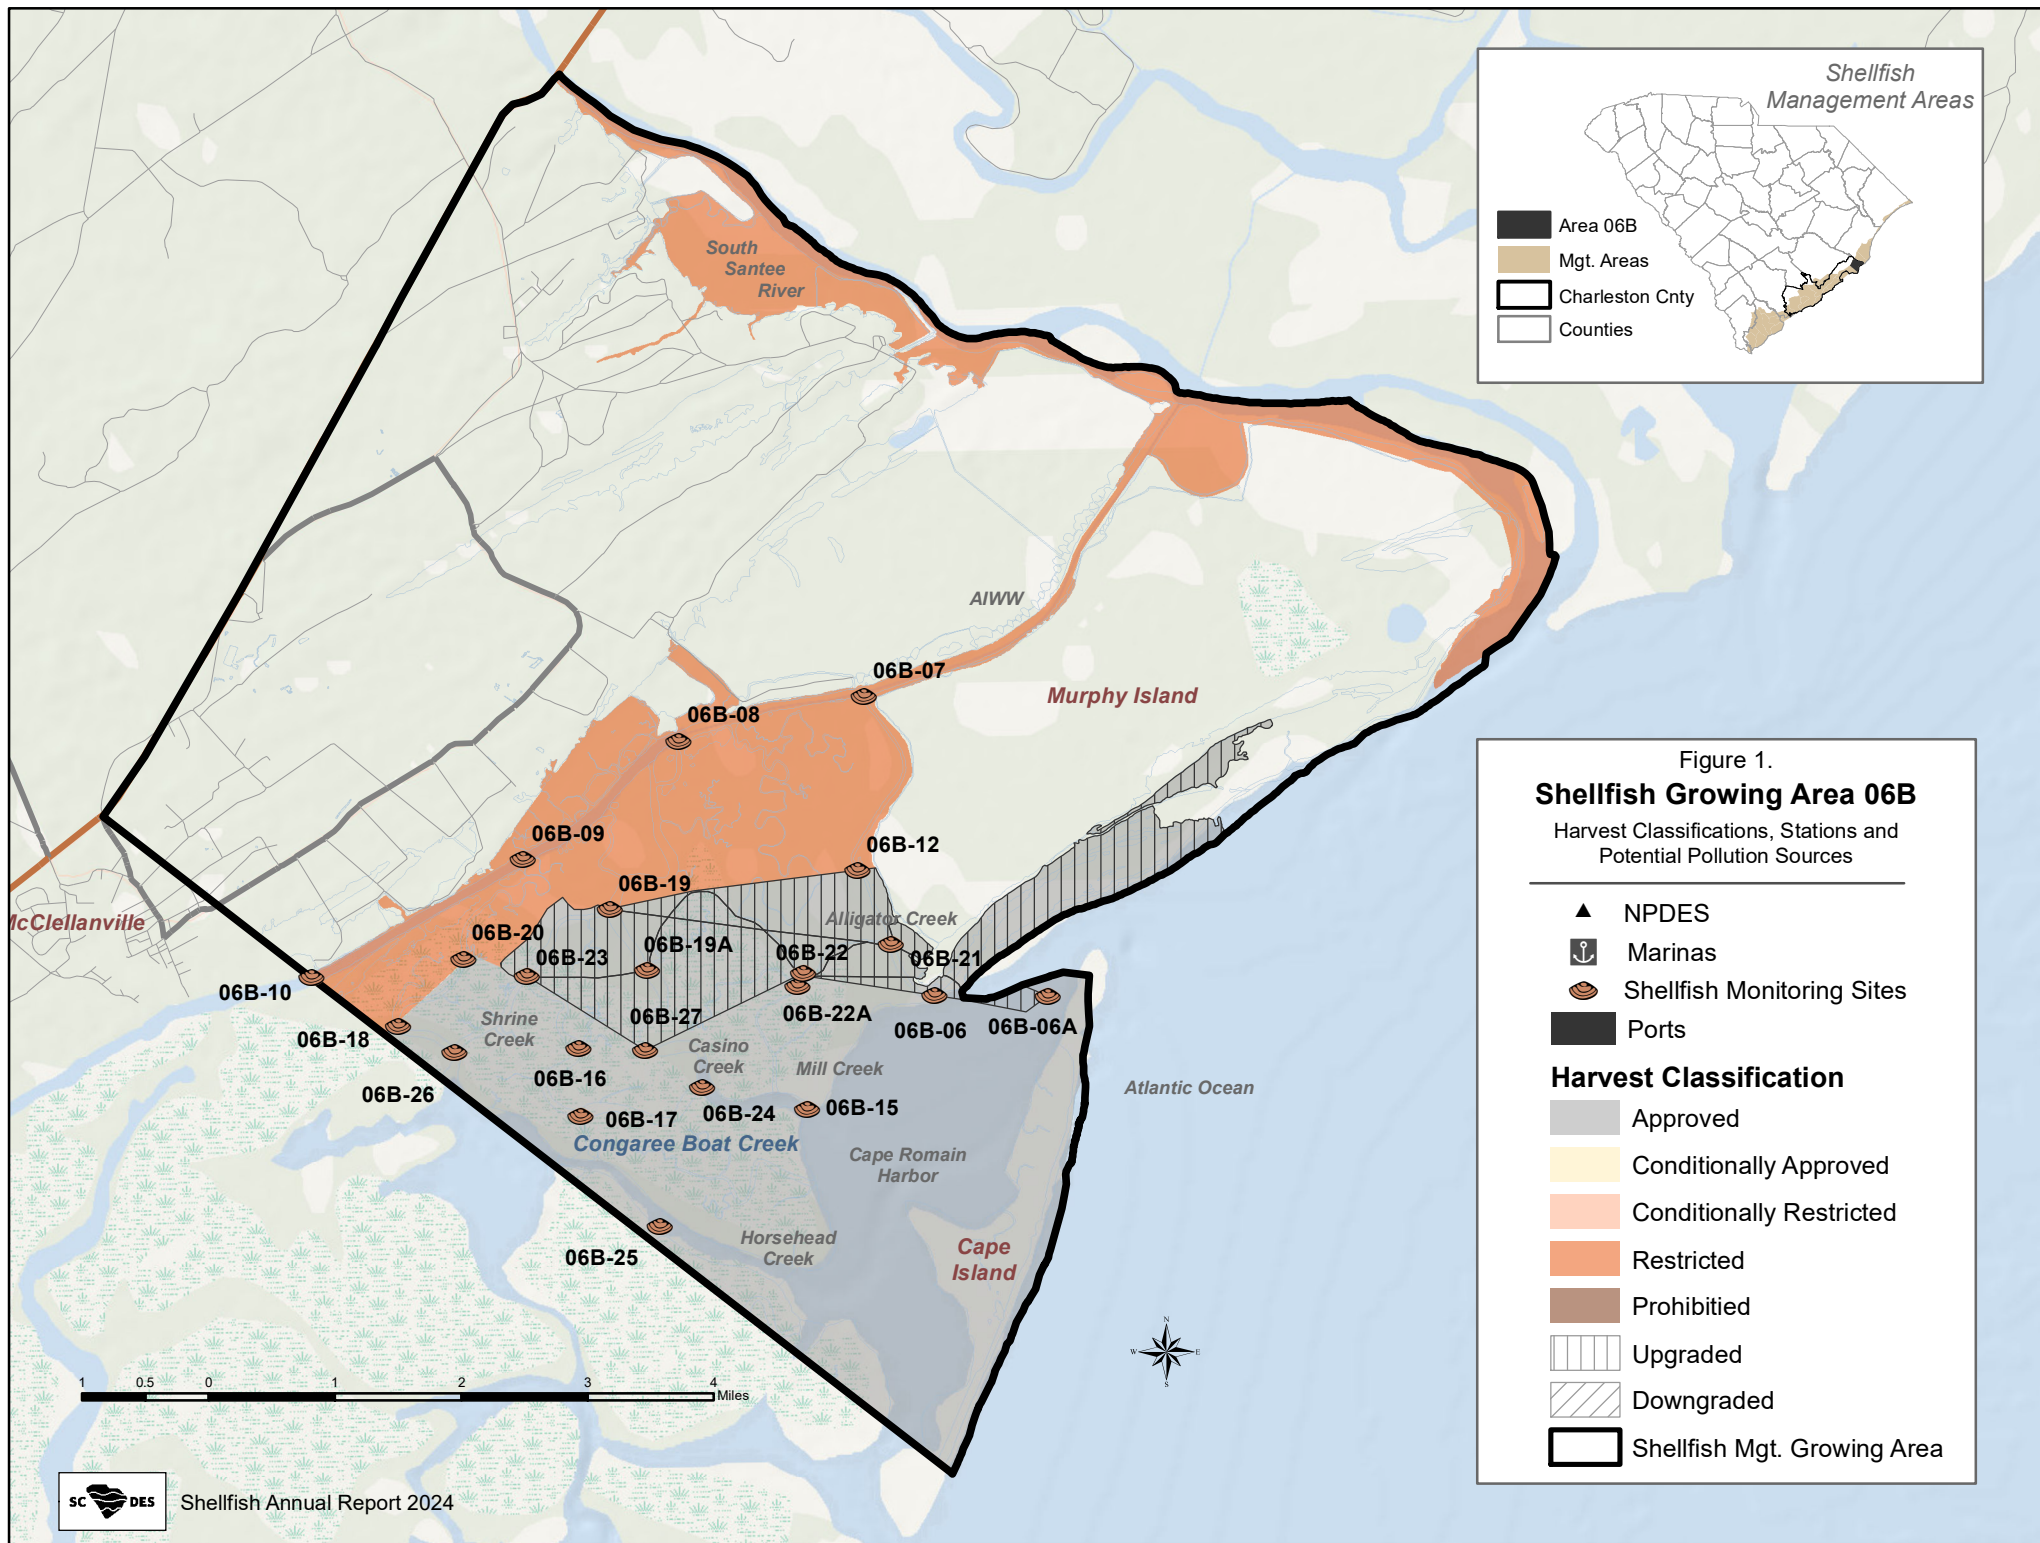 Shellfish
Management Areas
Area 06B
Mgt. Areas
Charleston Cnty
Counties
South
Santee
River
AIWW
06B-07
Murphy Island
06B-08
06B-09
06B-12
06B-19
Alligator Creek
McClellanville
06B-20
06B-23
06B-19A
06B-22
06B-21
06B-10
06B-18
Shrine
Creek
06B-27
06B-22A
06B-06
06B-06A
06B-26
06B-16
Casino
Creek
Mill Creek
Atlantic Ocean
06B-17
06B-24
06B-15
Congaree Boat Creek
Cape Romain
Harbor
06B-25
Horsehead
Creek
Cape
Island
N
W
E
S
1
0.5
0
1
2
3
4
Miles
SC DES
Shellfish Annual Report 2024
Figure 1.
Shellfish Growing Area 06B
Harvest Classifications, Stations and
Potential Pollution Sources
NPDES
Marinas
Shellfish Monitoring Sites
Ports
Harvest Classification
Approved
Conditionally Approved
Conditionally Restricted
Restricted
Prohibitied
Upgraded
Downgraded
Shellfish Mgt. Growing Area